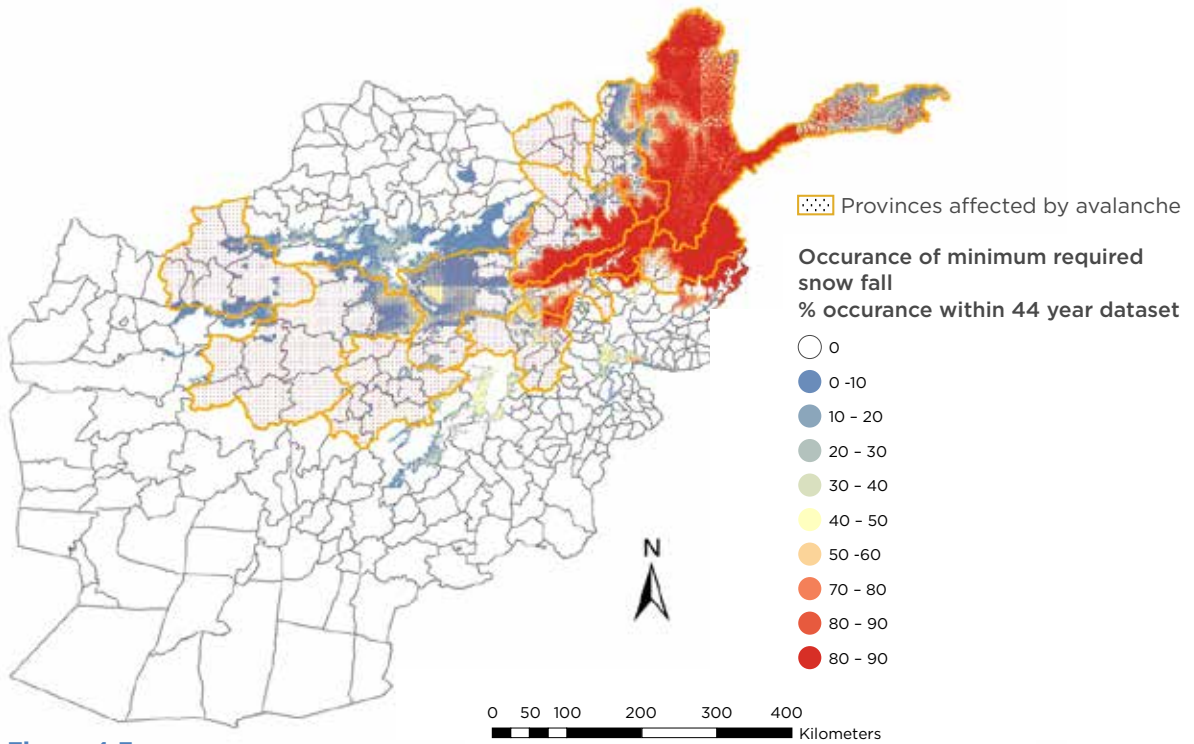 Provinces affected by avalanche
Occurance of minimum required
snow fall
% occurance within 44 year dataset
0
0 -10
10 – 20
20 – 30
30 – 40
40 – 50
50 -60
70 – 80
80 – 90
80 – 90
N
0 50 100 200 300 400
Kilometers